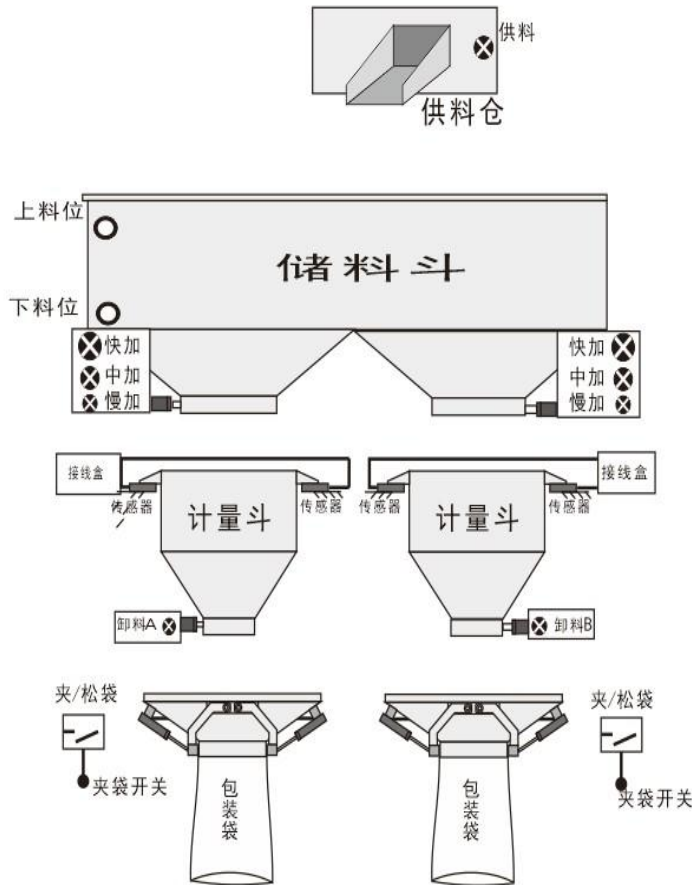 供料
供料仓
上料位
储料斗
下料位
快加
中加
慢加
快加
中加
慢加
接线盒
传感器
计量斗
传感器
传感器
计量斗
传感器
接线盒
卸料A
卸料B
夹/松袋
夹袋开关
包装袋
包装袋
夹/松袋
夹袋开关